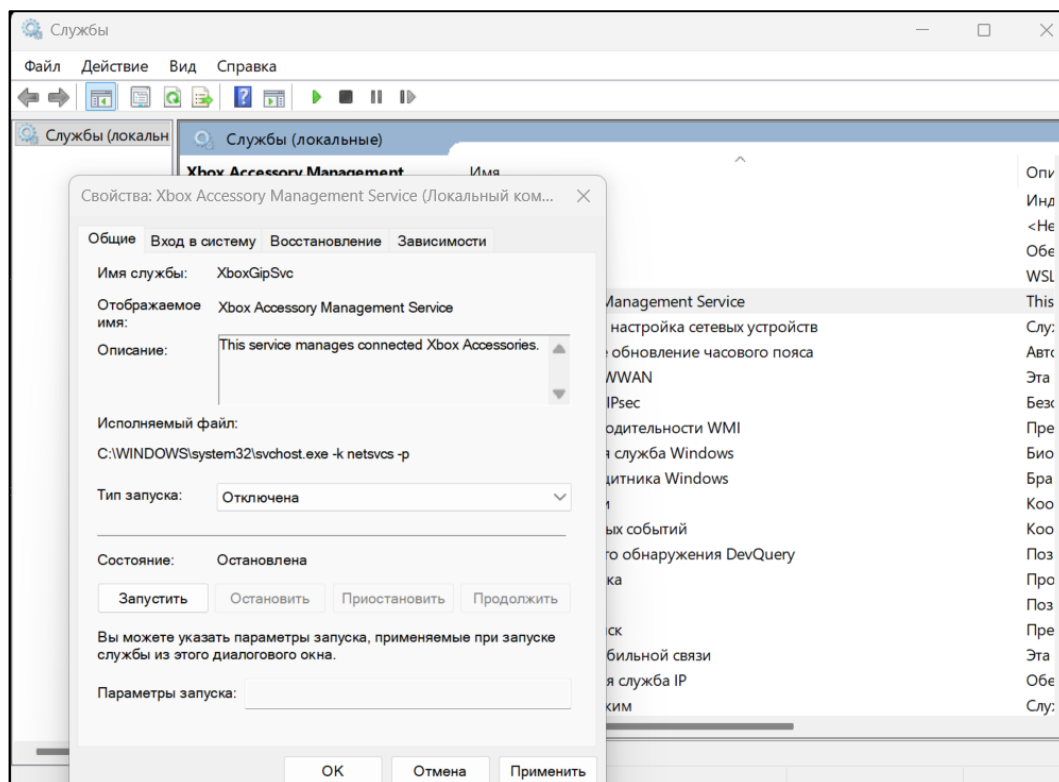 Службы
Файл Действие Вид Справка
Службы (локальн
Службы (локальные)
Xbox Accessory Management Имя
Опи
Свойства: Xbox Accessory Management Service (Локальный ком...
Общие Вход в систему Восстановление Зависимости
Имя службы: XboxGipSvc
Отображаемое имя: Xbox Accessory Management Service
Описание: This service manages connected Xbox Accessories.
Исполняемый файл:
C:\WINDOWS\system32\svchost.exe -k netsvcs -p
Тип запуска: Отключена
Состояние: Остановлена
Запустить Остановить Приостановить Продолжить
Вы можете указать параметры запуска, применяемые при запуске
службы из этого диалогового окна.
Параметры запуска:
OK Отмена Применить
Инд
<Не
Обе
WSL
Management Service This
настройка сетевых устройств Слу
обновление часового пояса Авто
WWAN Эта
IPsec Безо
одительности WMI Пре
я служба Windows Био
щитника Windows Бра
и Коо
ых событий Коо
го обнаружения DevQuery Поз
ка Про
Поз
ск Пре
бильной связи Эта
я служба IP Обе
ким Слу